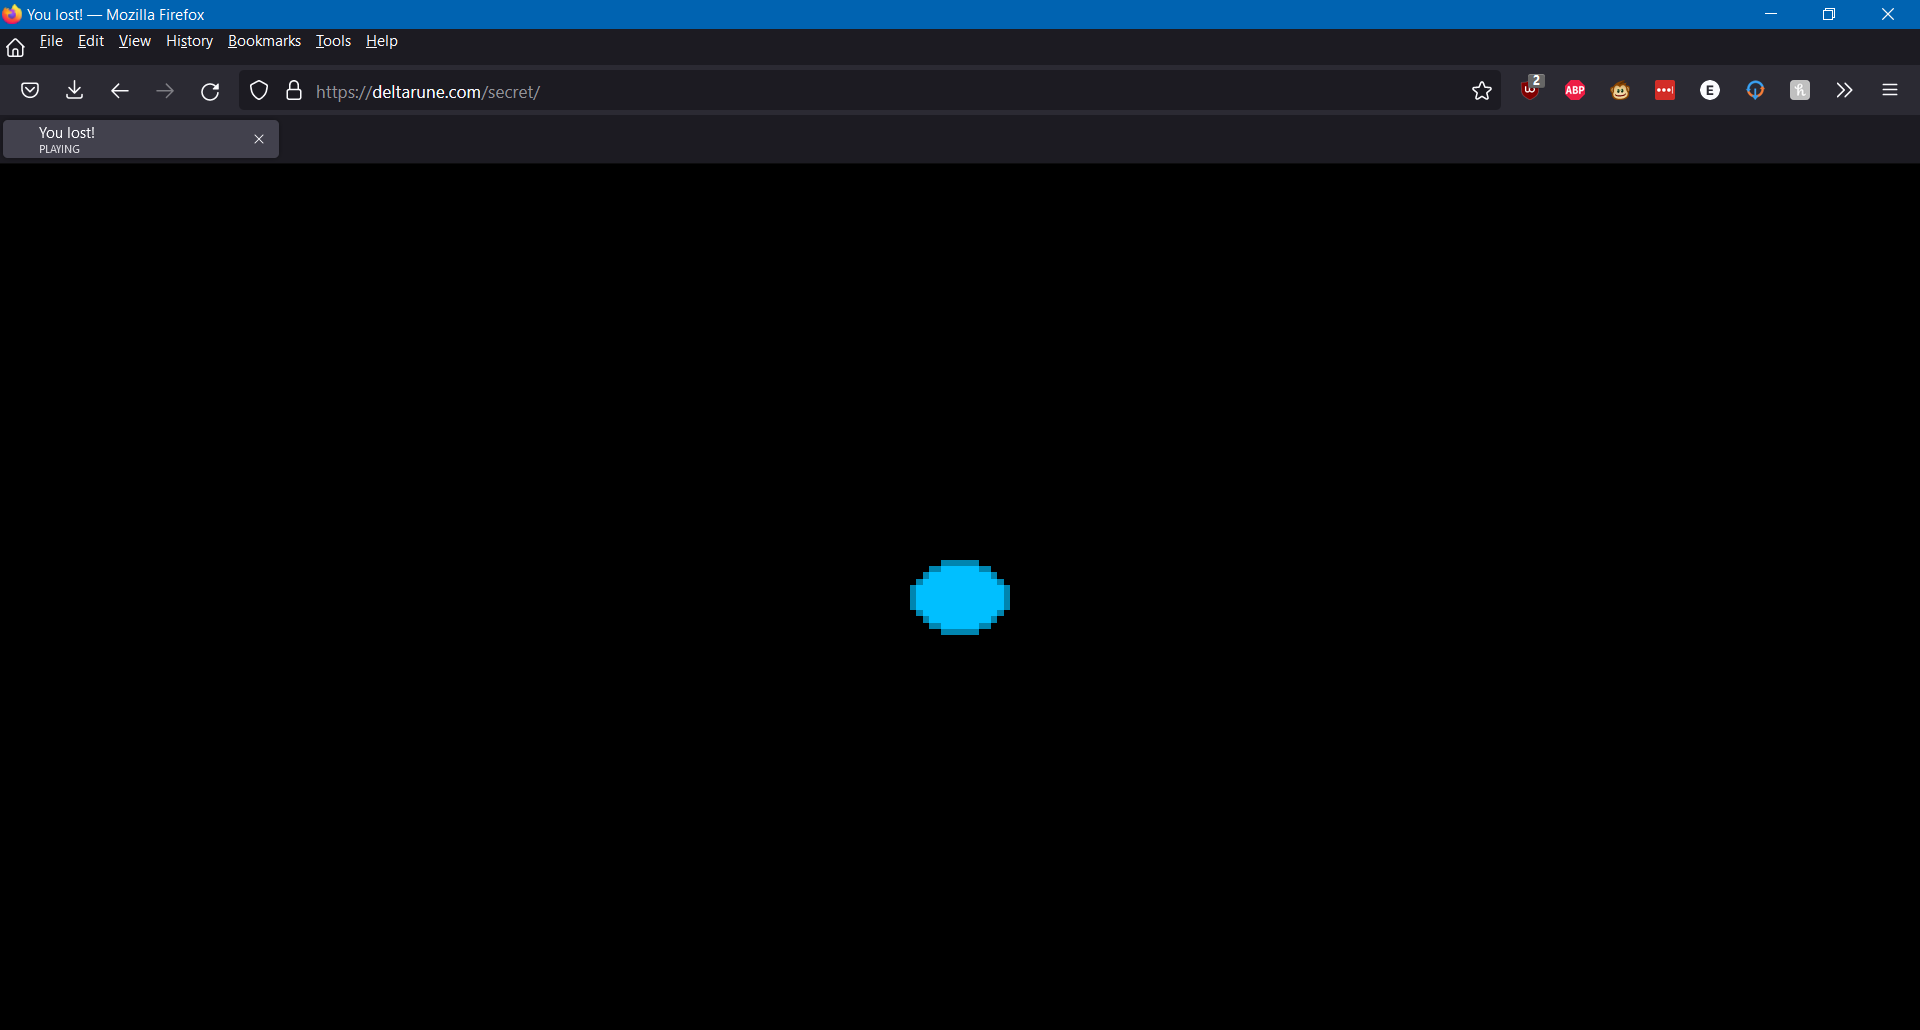 You lost! — Mozilla Firefox
File Edit View History Bookmarks Tools Help
https://deltarune.com/secret/
2
ABP
E
You lost!
PLAYING